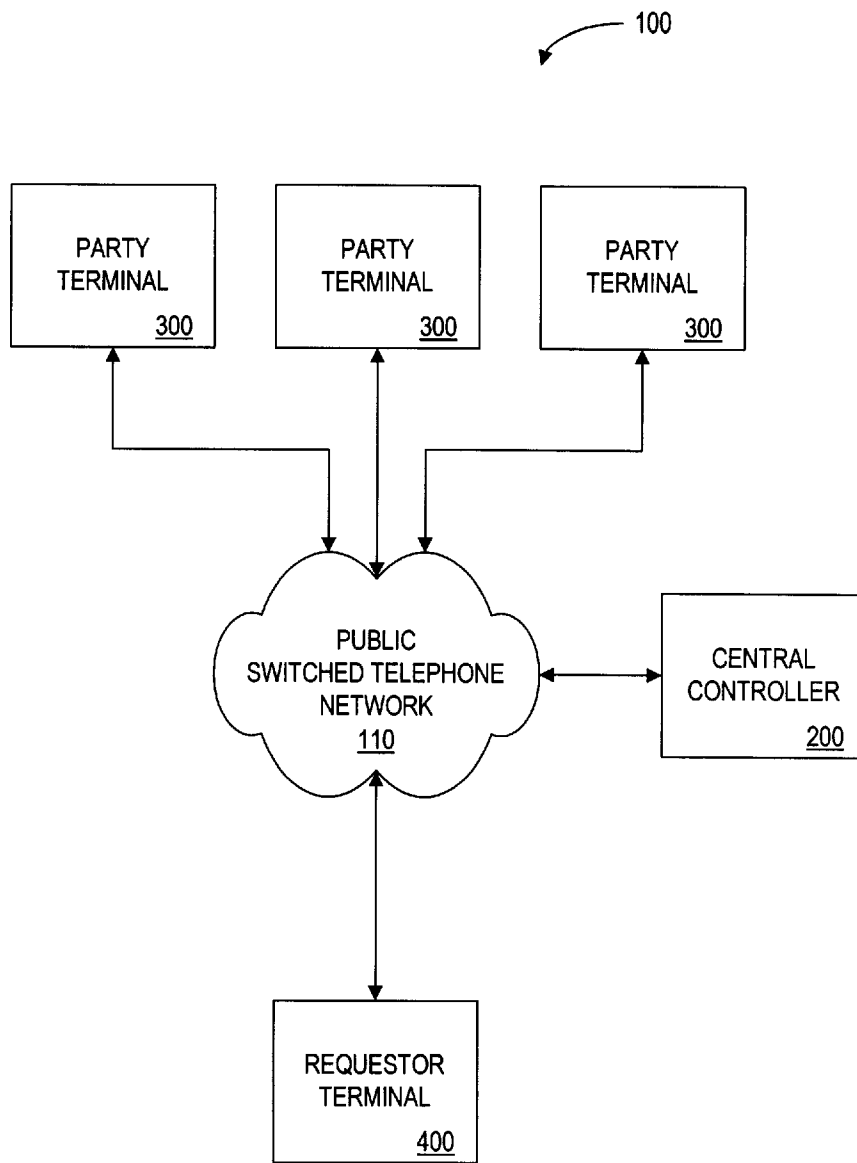 100
PARTY
TERMINAL
300
PARTY
TERMINAL
300
PARTY
TERMINAL
300
PUBLIC
SWITCHED TELEPHONE
NETWORK
110
CENTRAL
CONTROLLER
200
REQUESTOR
TERMINAL
400